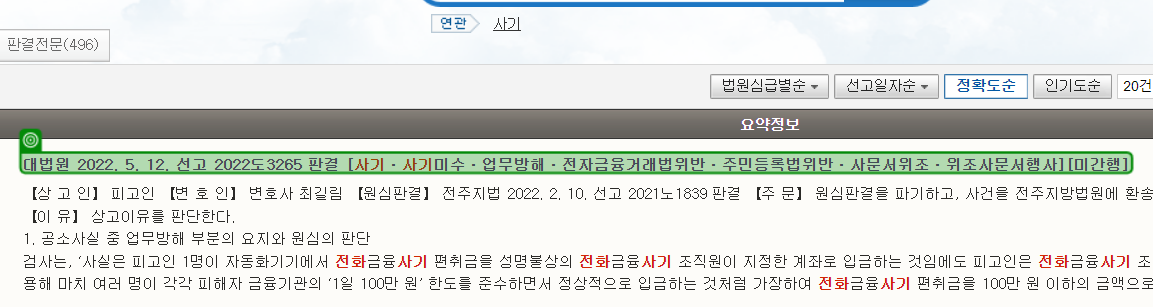 연관 사기
판결전문(496)
법원심급별순 선고일자순 정확도순 인기도순 20건
요약정보
대법원 2022. 5. 12. 선고 2022도3265 판결 [사기·사기미수·업무방해·전자금융거래법위반·주민등록법위반·사문서위조·위조사문서행사][미간행]
【상 고 인】 피고인 【변 호 인】 변호사 최길림 【원심판결】 전주지법 2022. 2. 10. 선고 2021노1839 판결 【주 문】 원심판결을 파기하고, 사건을 전주지방법원에 환송
【이 유】 상고이유를 판단한다.
1. 공소사실 중 업무방해 부분의 요지와 원심의 판단
검사는, ‘사실은 피고인 1명이 자동화기기에서 전화금융사기 편취금을 성명불상의 전화금융사기 조직원이 지정한 계좌로 입금하는 것임에도 피고인은 전화금융사기 조
용해 마치 여러 명이 각각 피해자 금융기관의 ‘1일 100만 원’ 한도를 준수하면서 정상적으로 입금하는 것처럼 가장하여 전화금융사기 편취금을 100만 원 이하의 금액으로